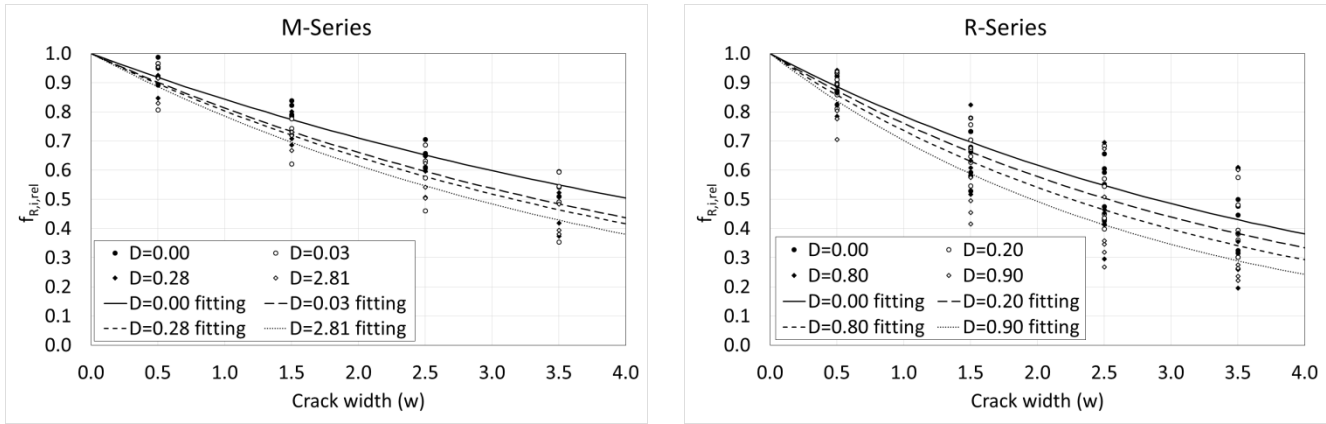 M-Series
1.0
0.9
0.8
0.7
0.6
0.5
0.4
0.3
0.2
0.1
0.0
f_R,i,rel
D=0.00 D=0.03
D=0.28 D=2.81
D=0.00 fitting D=0.03 fitting
D=0.28 fitting D=2.81 fitting
0.0 0.5 1.0 1.5 2.0 2.5 3.0 3.5 4.0
Crack width (w)
R-Series
1.0
0.9
0.8
0.7
0.6
0.5
0.4
0.3
0.2
0.1
0.0
f_R,i,rel
D=0.00 D=0.20
D=0.80 D=0.90
D=0.00 fitting D=0.20 fitting
D=0.80 fitting D=0.90 fitting
0.0 0.5 1.0 1.5 2.0 2.5 3.0 3.5 4.0
Crack width (w)